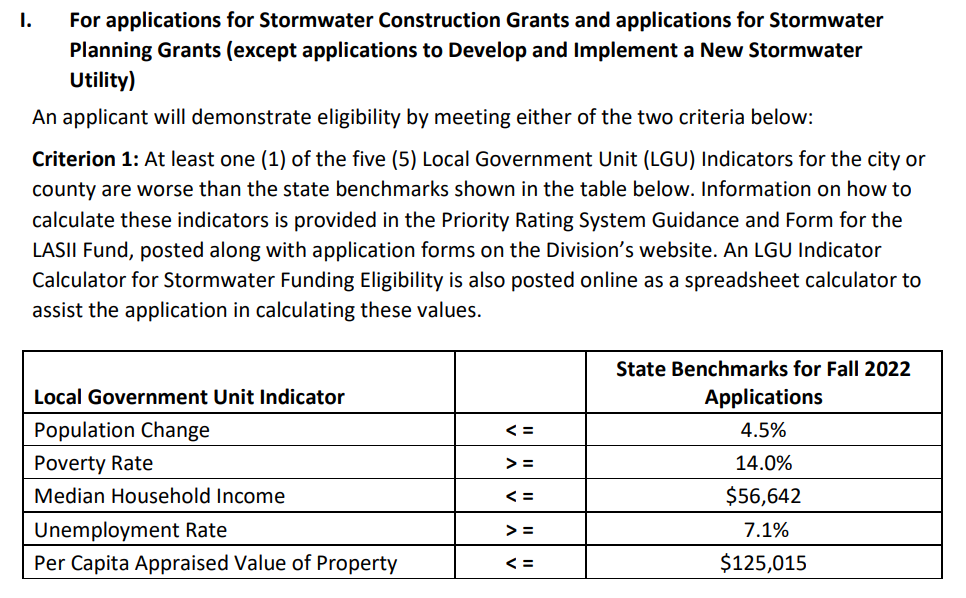 I. For applications for Stormwater Construction Grants and applications for Stormwater
Planning Grants (except applications to Develop and Implement a New Stormwater
Utility)
An applicant will demonstrate eligibility by meeting either of the two criteria below:
Criterion 1: At least one (1) of the five (5) Local Government Unit (LGU) Indicators for the city or
county are worse than the state benchmarks shown in the table below. Information on how to
calculate these indicators is provided in the Priority Rating System Guidance and Form for the
LASII Fund, posted along with application forms on the Division's website. An LGU Indicator
Calculator for Stormwater Funding Eligibility is also posted online as a spreadsheet calculator to
assist the application in calculating these values.
Local Government Unit Indicator State Benchmarks for Fall 2022
Applications
Population Change < = 4.5%
Poverty Rate > = 14.0%
Median Household Income < = $56,642
Unemployment Rate > = 7.1%
Per Capita Appraised Value of Property < = $125,015